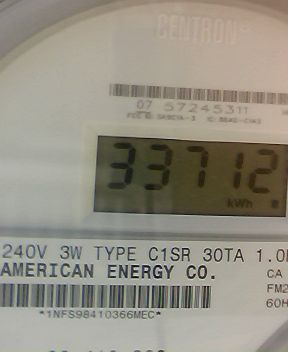 CENTRON
07 57245311
33712
kWh
240V 3W TYPE C1SR 30TA 1.0
AMERICAN ENERGY CO.
CA
FM2
60H
*1NFS98410366MEC*